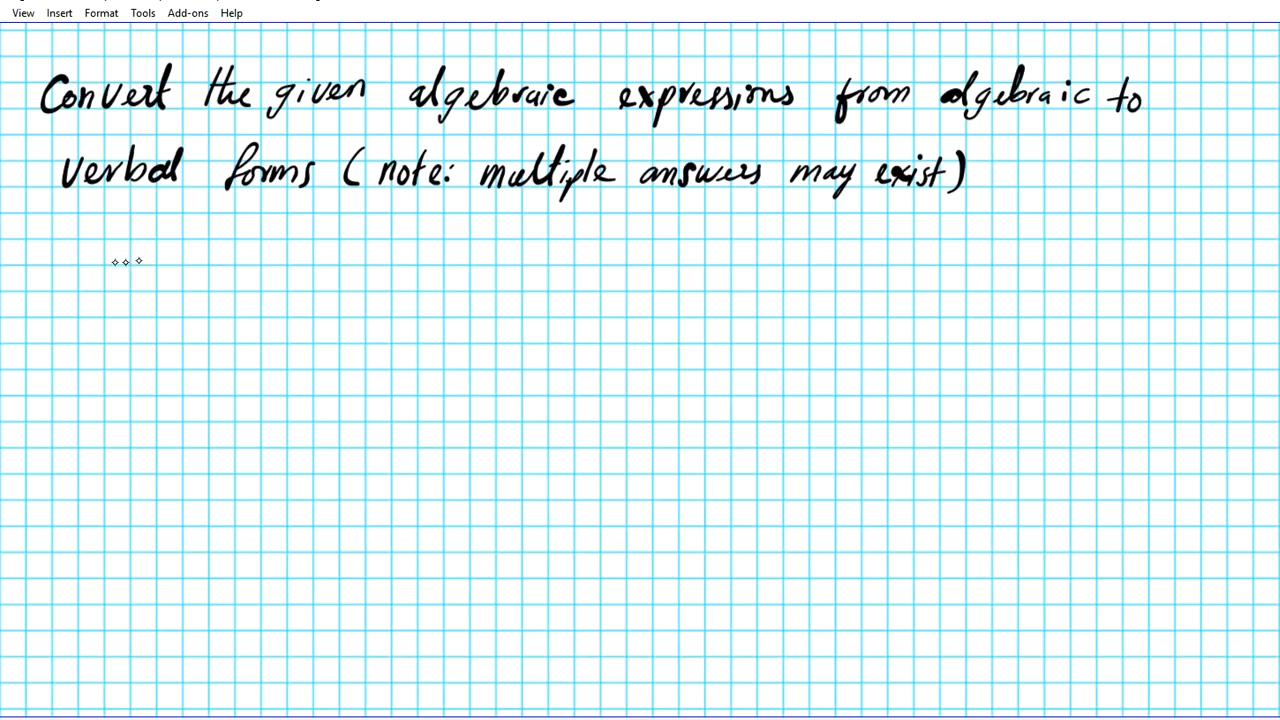 View Insert Format Tools Add-ons Help
Convert the given algebraic expressions from algebraic to
verbal forms (note: multiple answers may exist)